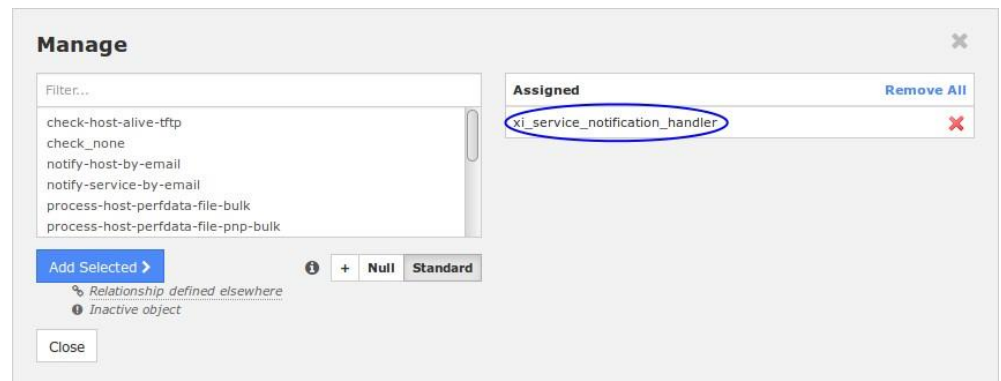 Manage
Filter...
check-host-alive-tftp
check_none
notify-host-by-email
notify-service-by-email
process-host-perfdata-file-bulk
process-host-perfdata-file-pnp-bulk
Add Selected
+ Null Standard
Relationship defined elsewhere
Inactive object
Close
Assigned Remove All
xi_service_notification_handler